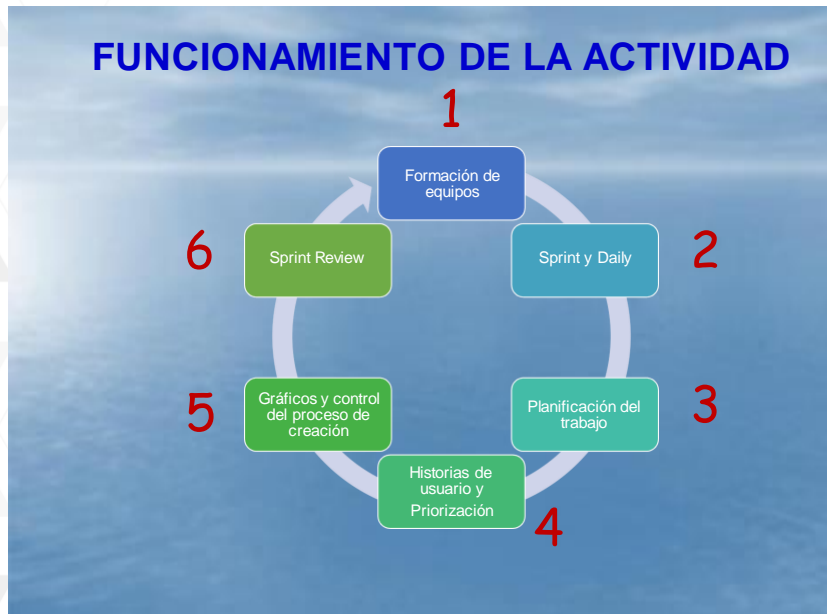 FUNCIONAMIENTO DE LA ACTIVIDAD
1
Formación de
equipos
2
Sprint y Daily
3
Planificación del
trabajo
4
Historias de
usuario y
Priorización
5
Gráficos y control
del proceso de
creación
6
Sprint Review